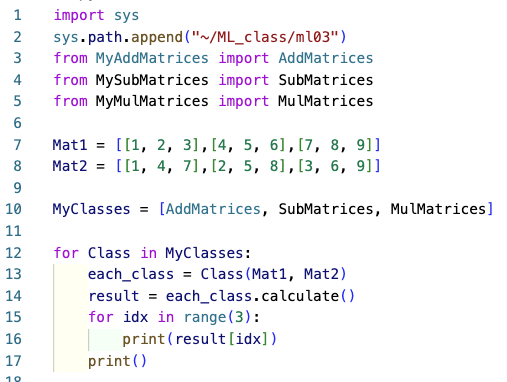 1 import sys
2 sys.path.append("~/ML_class/ml03")
3 from MyAddMatrices import AddMatrices
4 from MySubMatrices import SubMatrices
5 from MyMulMatrices import MulMatrices
6
7 Mat1 = [[1, 2, 3],[4, 5, 6],[7, 8, 9]]
8 Mat2 = [[1, 4, 7],[2, 5, 8],[3, 6, 9]]
9
10 MyClasses = [AddMatrices, SubMatrices, MulMatrices]
11
12 for Class in MyClasses:
13     each_class = Class(Mat1, Mat2)
14     result = each_class.calculate()
15     for idx in range(3):
16         print(result[idx])
17     print()
18